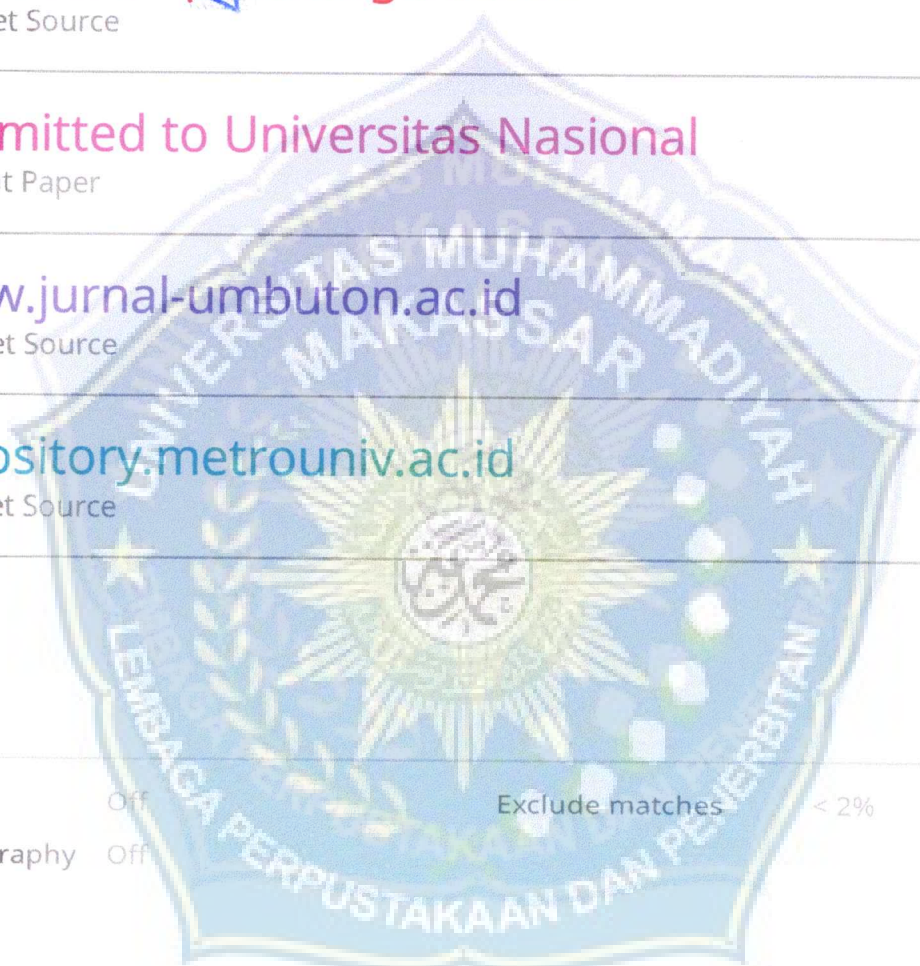 et Source
mitted to Universitas Nasional
t Paper
w.jurnal-umbuton.ac.id
et Source
ository.metrouniv.ac.id
et Source
Off
Exclude matches
< 2%
raphy Off
UNIVERSITAS MUHAMMADIYAH
MAKASSAR
LEMBAGA PERPUSTAKAAN DAN PENERBITAN